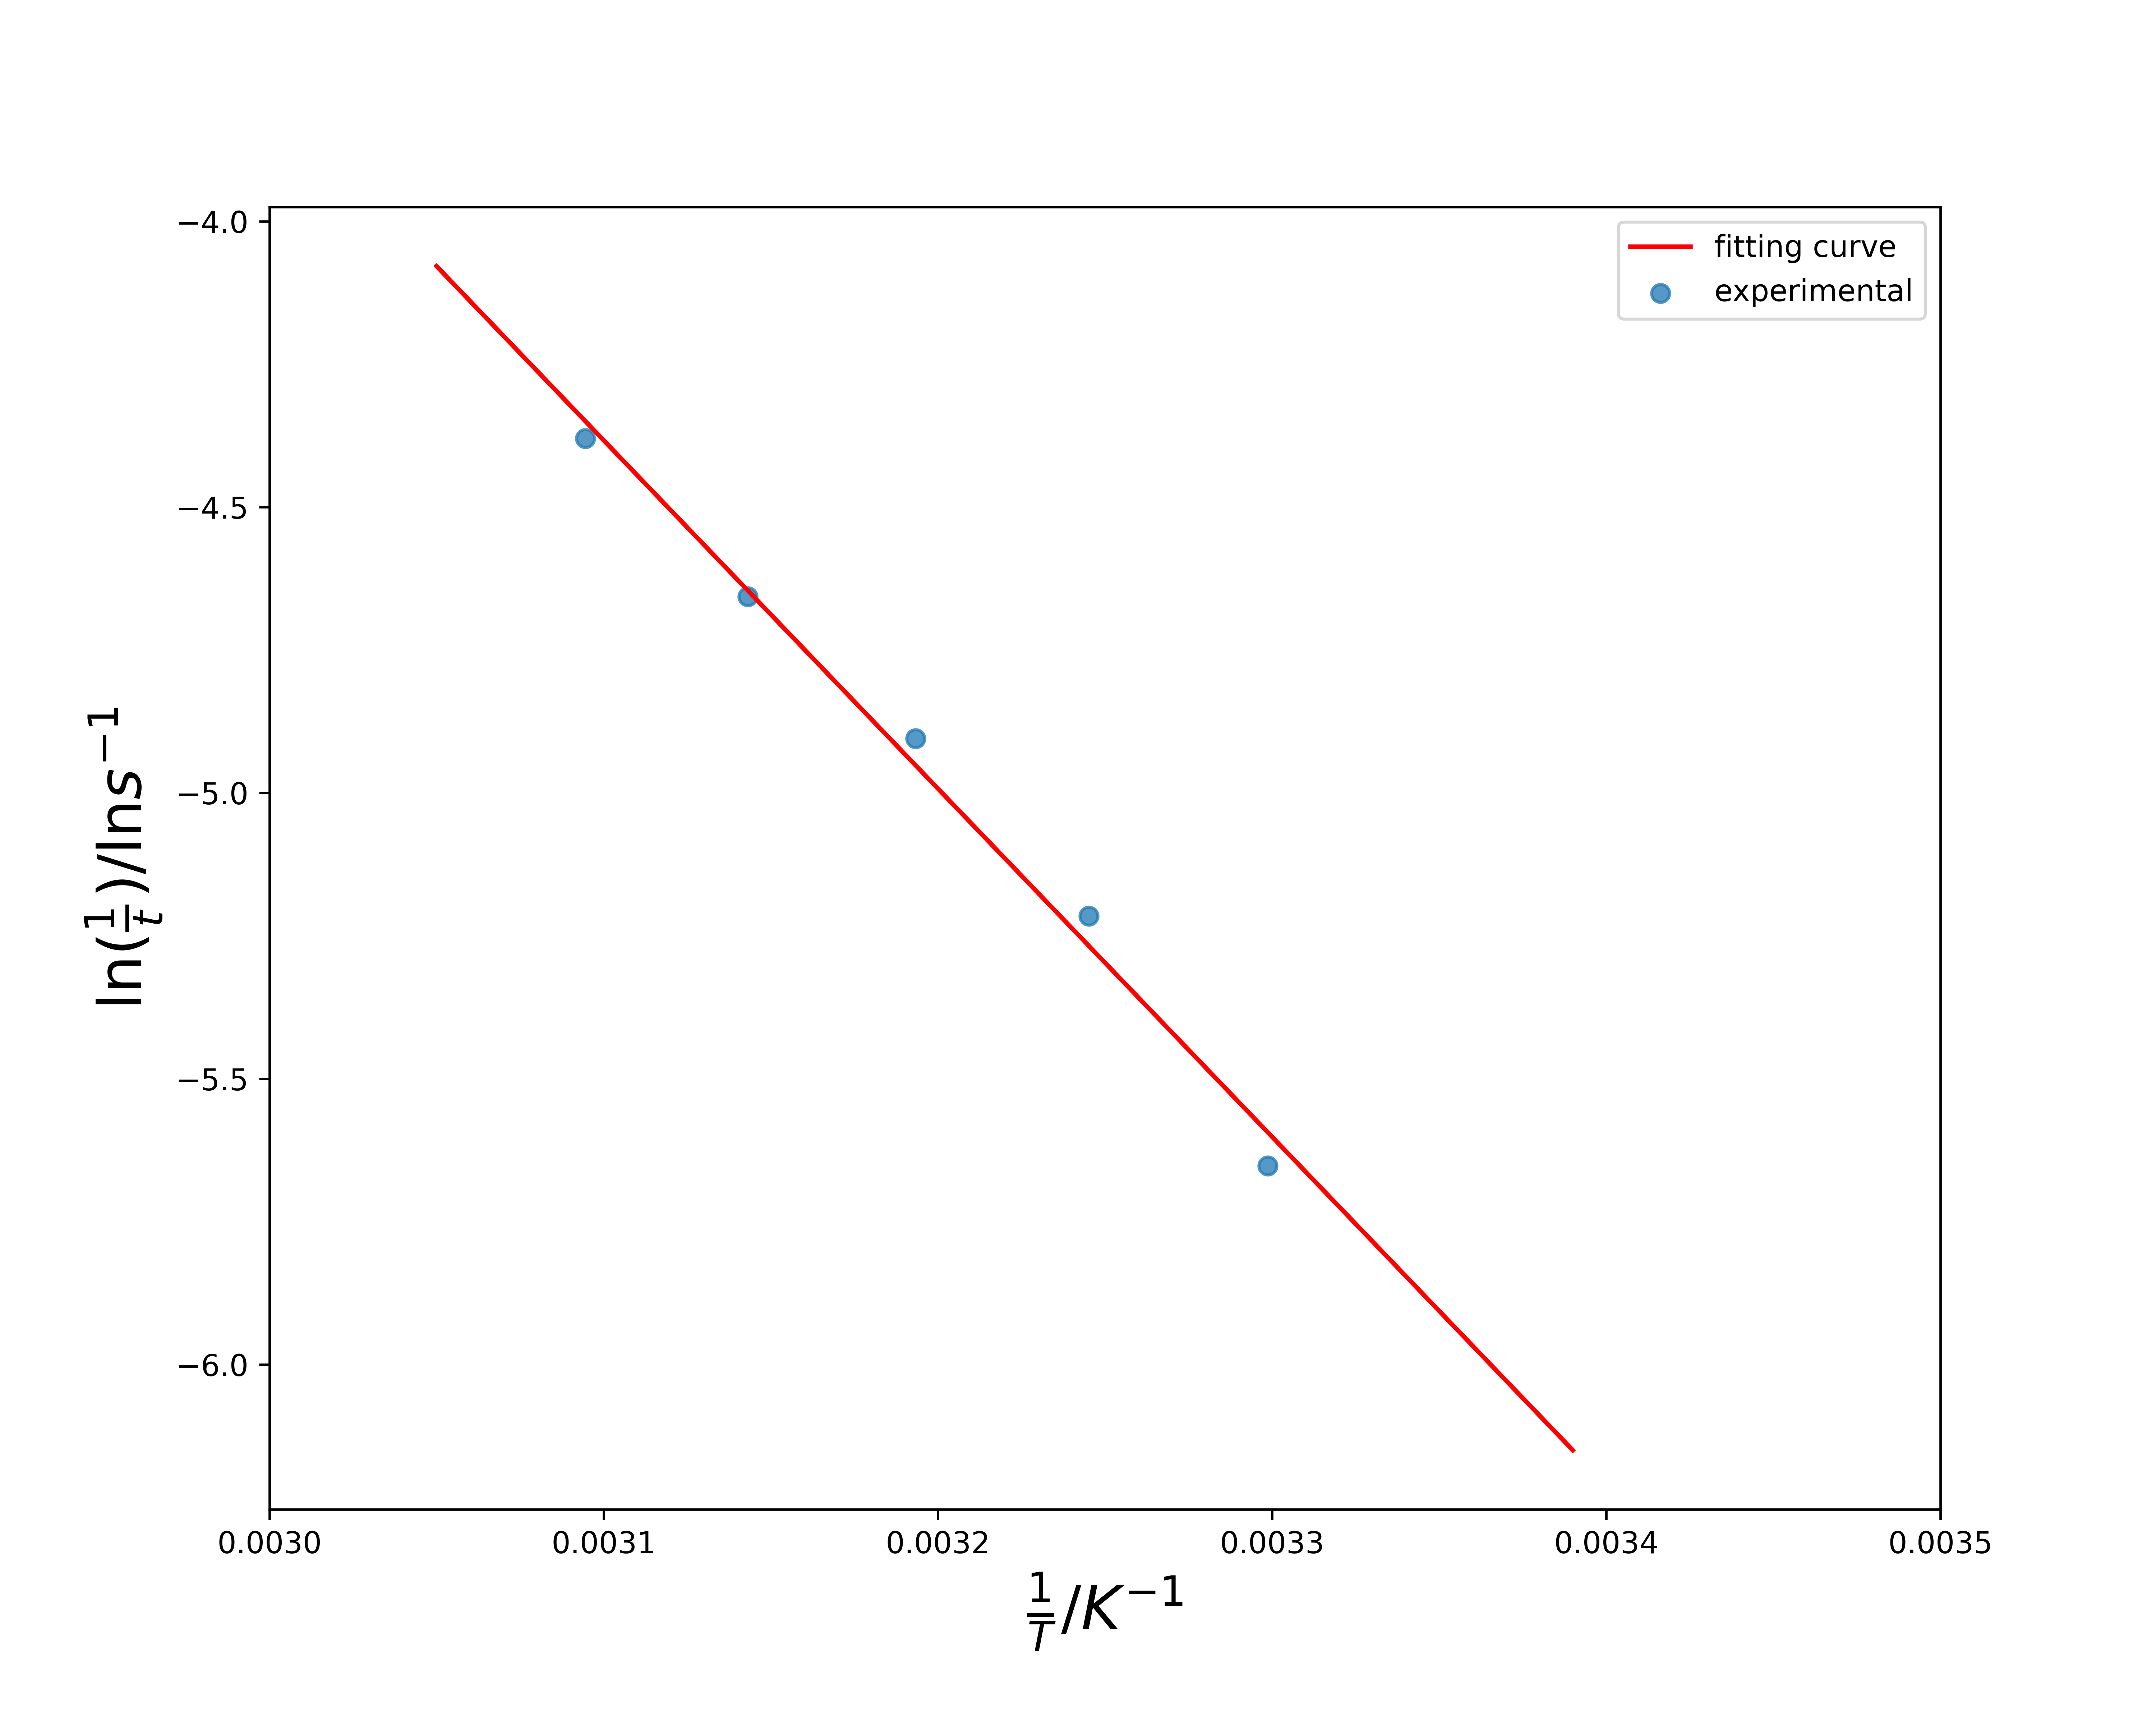 fitting curve
experimental
−4.0
−4.5
−5.0
−5.5
−6.0
ln(1/t)/lns⁻¹
0.0030 0.0031 0.0032 0.0033 0.0034 0.0035
1/T/K⁻¹